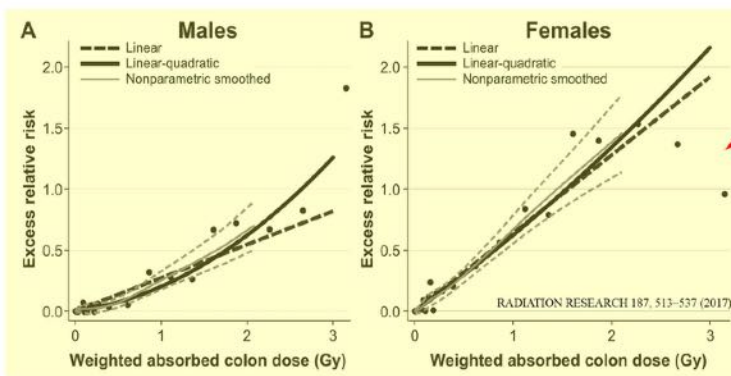 A Males
Linear
Linear-quadratic
Nonparametric smoothed
2.0
1.5
1.0
0.5
0.0
Excess relative risk
0 1 2 3
Weighted absorbed colon dose (Gy)
B Females
Linear
Linear-quadratic
Nonparametric smoothed
2.0
1.5
1.0
0.5
0.0
Excess relative risk
RADIATION RESEARCH 187, 513–537 (2017)
0 1 2 3
Weighted absorbed colon dose (Gy)